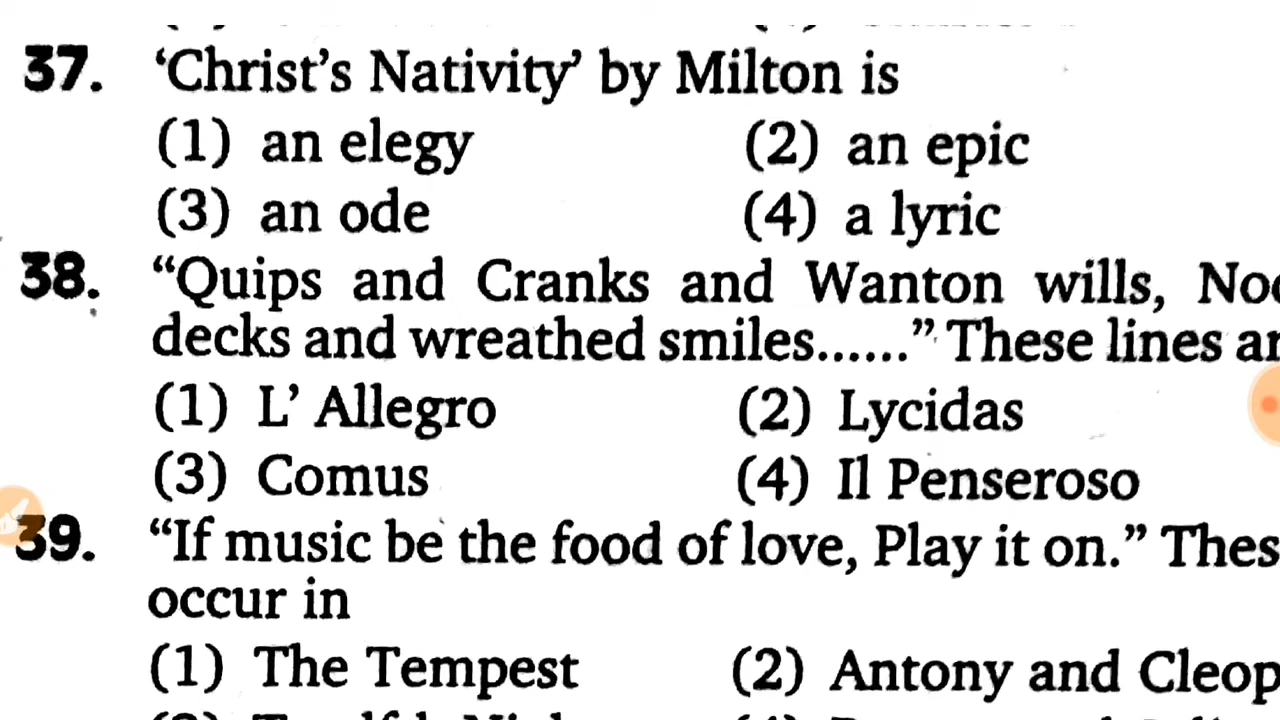 37. ‘Christ’s Nativity’ by Milton is
(1) an elegy (2) an epic
(3) an ode (4) a lyric
38. “Quips and Cranks and Wanton wills,
decks and wreathed smiles......” These lines
(1) L’ Allegro (2) Lycidas
(3) Comus (4) Il Penseroso
39. “If music be the food of love, Play it on.”
occur in
(1) The Tempest (2) Antony and